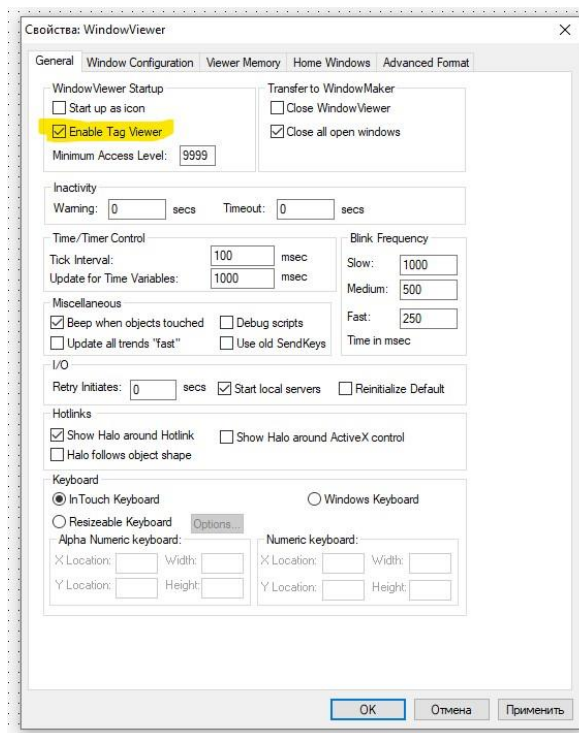 Свойства: WindowViewer
General Window Configuration Viewer Memory Home Windows Advanced Format
WindowViewer Startup
Start up as icon
Enable Tag Viewer
Minimum Access Level: 9999
Transfer to WindowMaker
Close WindowViewer
Close all open windows
Inactivity
Warning: 0 secs Timeout: 0 secs
Time/Timer Control
Tick Interval: 100 msec
Update for Time Variables: 1000 msec
Blink Frequency
Slow: 1000
Medium: 500
Fast: 250
Time in msec
Miscellaneous
Beep when objects touched Debug scripts
Update all trends "fast" Use old SendKeys
I/O
Retry Initiates: 0 secs Start local servers Reinitialize Default
Hotlinks
Show Halo around Hotlink Show Halo around ActiveX control
Halo follows object shape
Keyboard
InTouch Keyboard Windows Keyboard
Resizeable Keyboard Options...
Alpha Numeric keyboard:
X Location: Width:
Y Location: Height:
Numeric keyboard:
X Location: Width:
Y Location: Height:
OK Отмена Применить